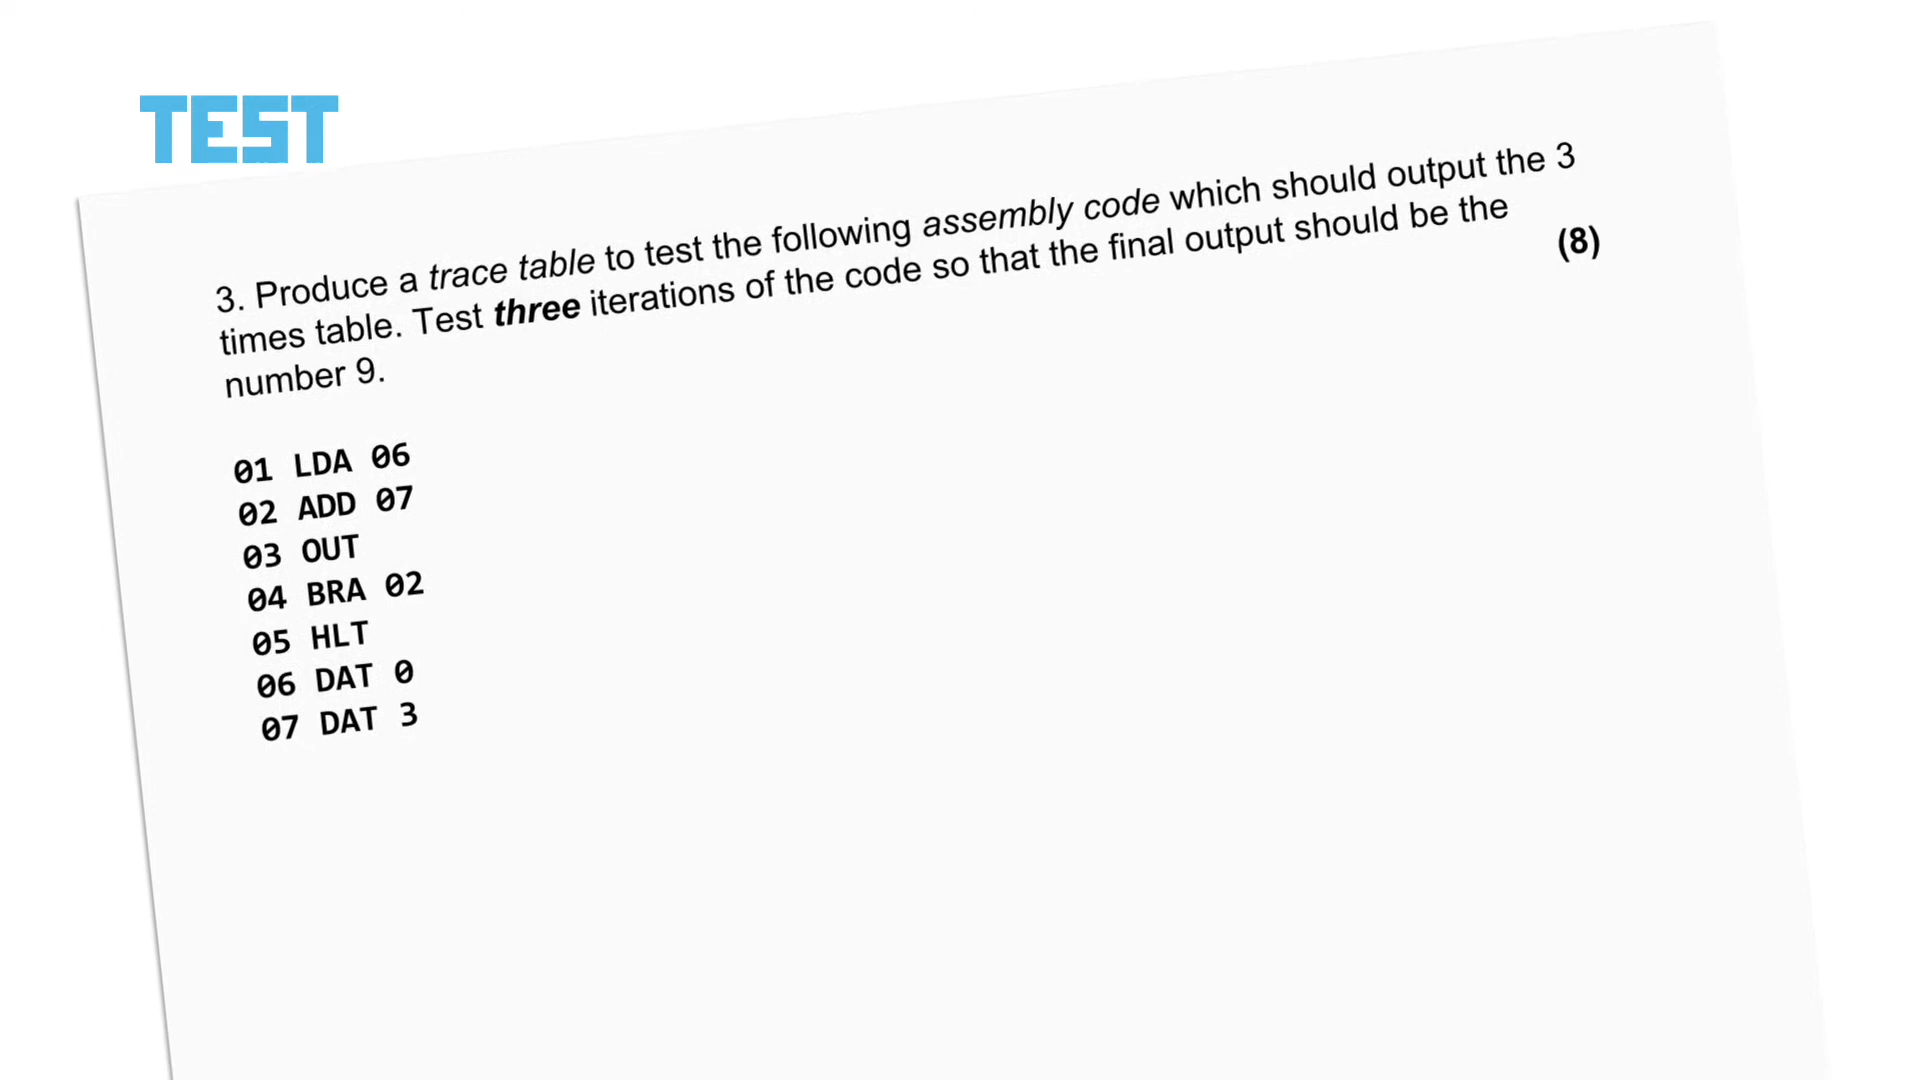 TEST
3. Produce a trace table to test the following assembly code which should output the 3
times table. Test three iterations of the code so that the final output should be the
number 9.
(8)
01 LDA 06
02 ADD 07
03 OUT
04 BRA 02
05 HLT
06 DAT 0
07 DAT 3